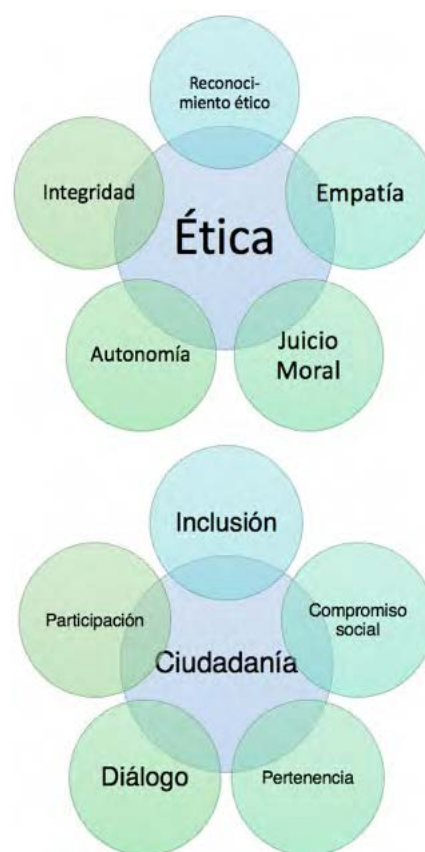 Reconoci-
miento ético
Integridad
Empatía
Ética
Autonomía
Juicio
Moral
Inclusión
Participación
Compromiso
social
Ciudadanía
Diálogo
Pertenencia